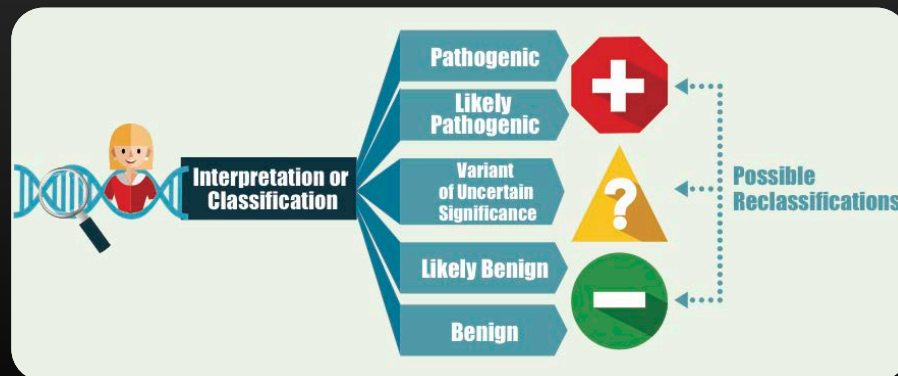 Pathogenic
Likely
Pathogenic
Interpretation or
Classification
Variant
of Uncertain
Significance
?
Possible
Reclassifications
Likely Benign
Benign